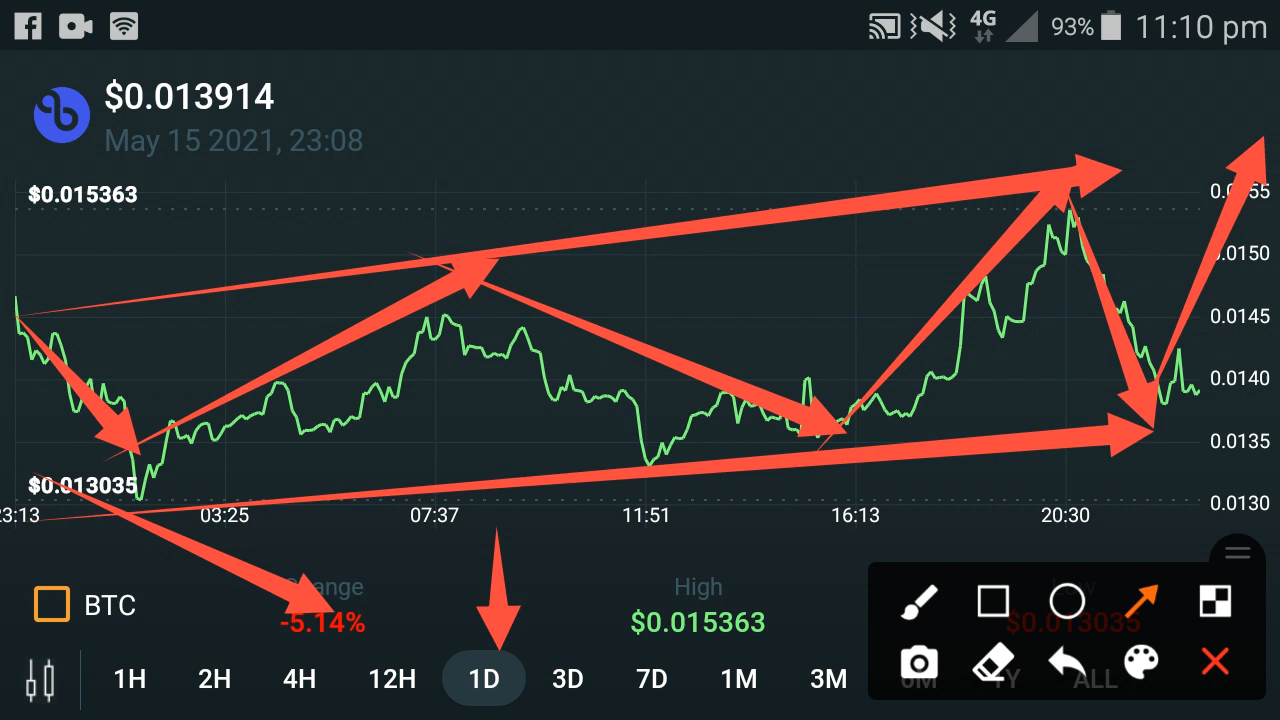 4G 93% 11:10 pm
$0.013914
May 15 2021, 23:08
$0.015363
0.0150
0.0145
0.0140
0.0135
$0.013035
0.0130
23:13 03:25 07:37 11:51 16:13 20:30
BTC
-5.14%
High
$0.015363
$0.013035
1H 2H 4H 12H 1D 3D 7D 1M 3M ALL